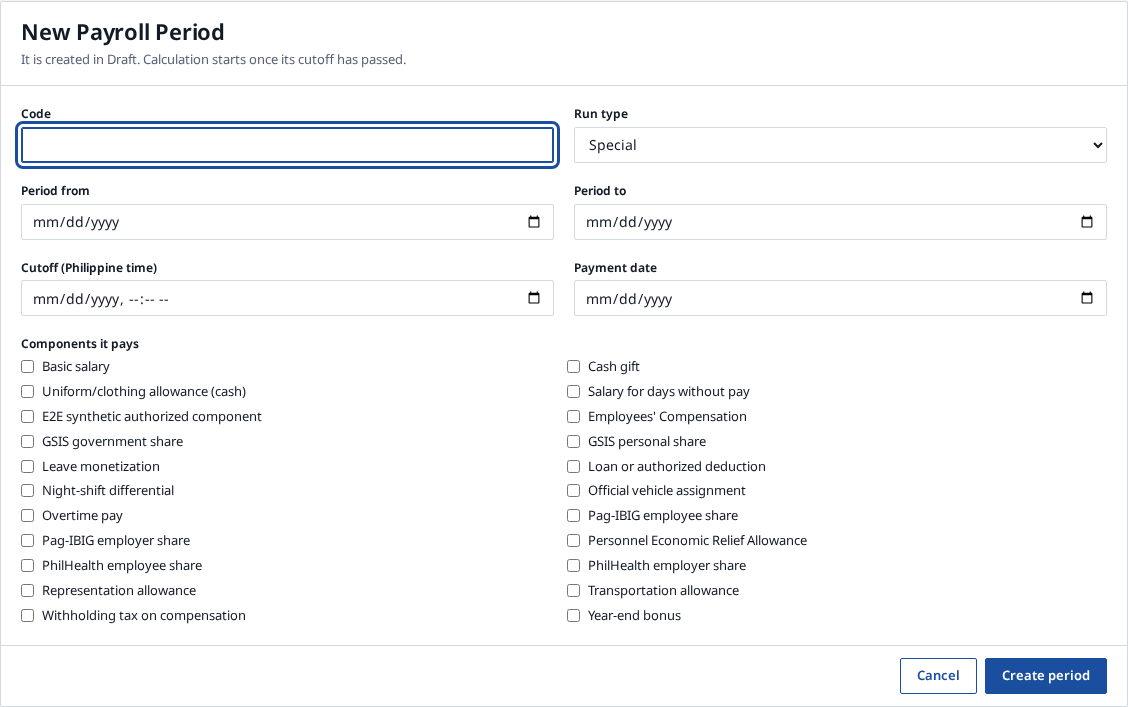 New Payroll Period
It is created in Draft. Calculation starts once its cutoff has passed.
Code
Run type
Special
Period from
Period to
mm/dd/yyyy
mm/dd/yyyy
Cutoff (Philippine time)
Payment date
mm/dd/yyyy, --:-- --
mm/dd/yyyy
Components it pays
Basic salary
Cash gift
Uniform/clothing allowance (cash)
Salary for days without pay
E2E synthetic authorized component
Employees' Compensation
GSIS government share
GSIS personal share
Leave monetization
Loan or authorized deduction
Night-shift differential
Official vehicle assignment
Overtime pay
Pag-IBIG employee share
Pag-IBIG employer share
Personnel Economic Relief Allowance
PhilHealth employee share
PhilHealth employer share
Representation allowance
Transportation allowance
Withholding tax on compensation
Year-end bonus
Cancel
Create period